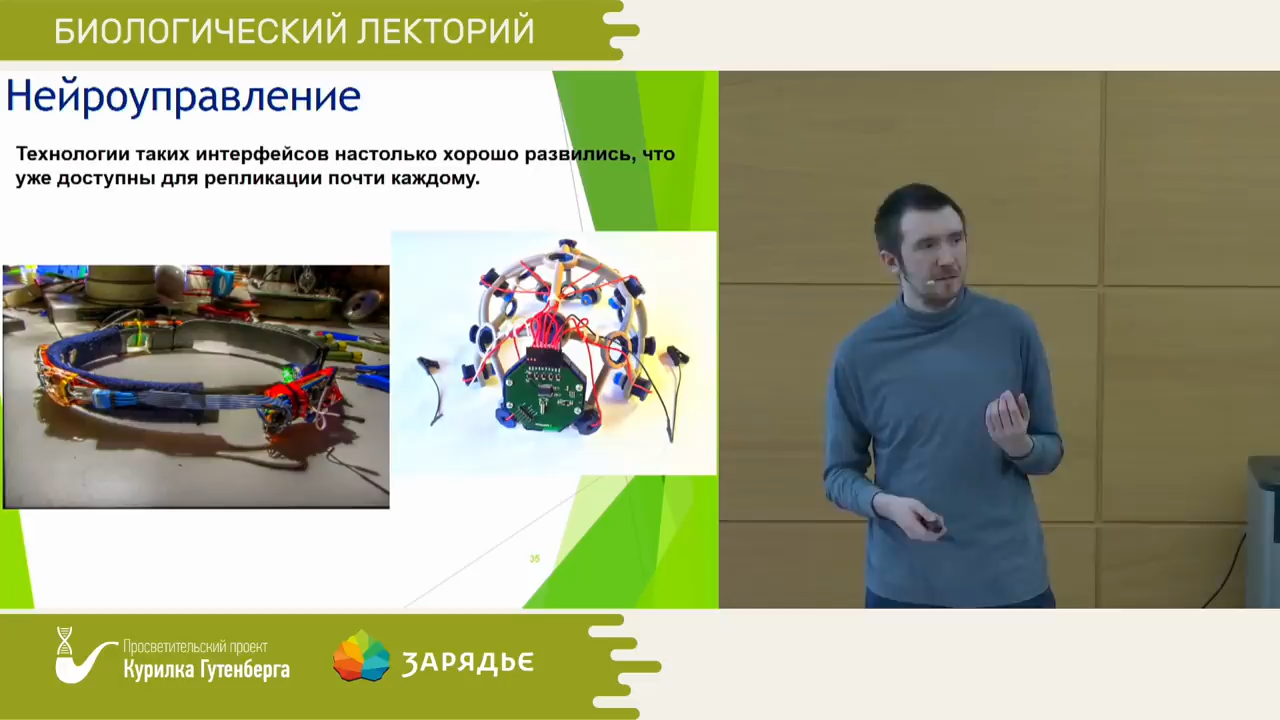 БИОЛОГИЧЕСКИЙ ЛЕКТОРИЙ
Нейроуправление
Технологии таких интерфейсов настолько хорошо развились, что
уже доступны для репликации почти каждому.
35
Просветительский проект
Курилка Гутенберга
ЗАРЯДЬЕ